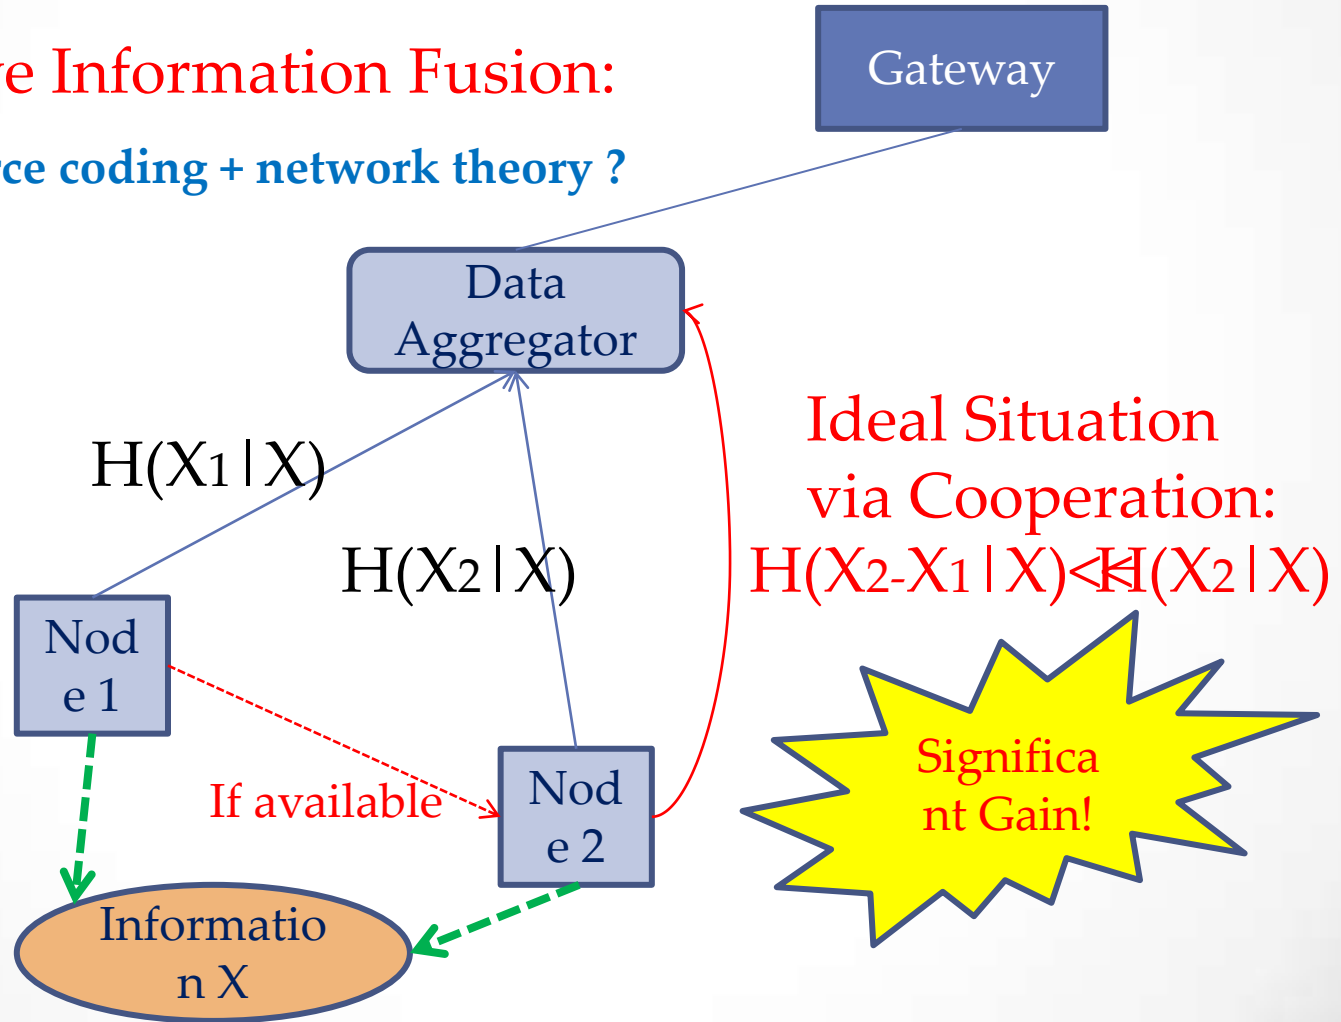 Information Fusion:
coding + network theory ?
Gateway
Data
Aggregator
H(X1|X)
H(X2|X)
Ideal Situation
via Cooperation:
H(X2-X1|X)<<H(X2|X)
Nod
e 1
If available
Nod
e 2
Significa
nt Gain!
Informatio
n X